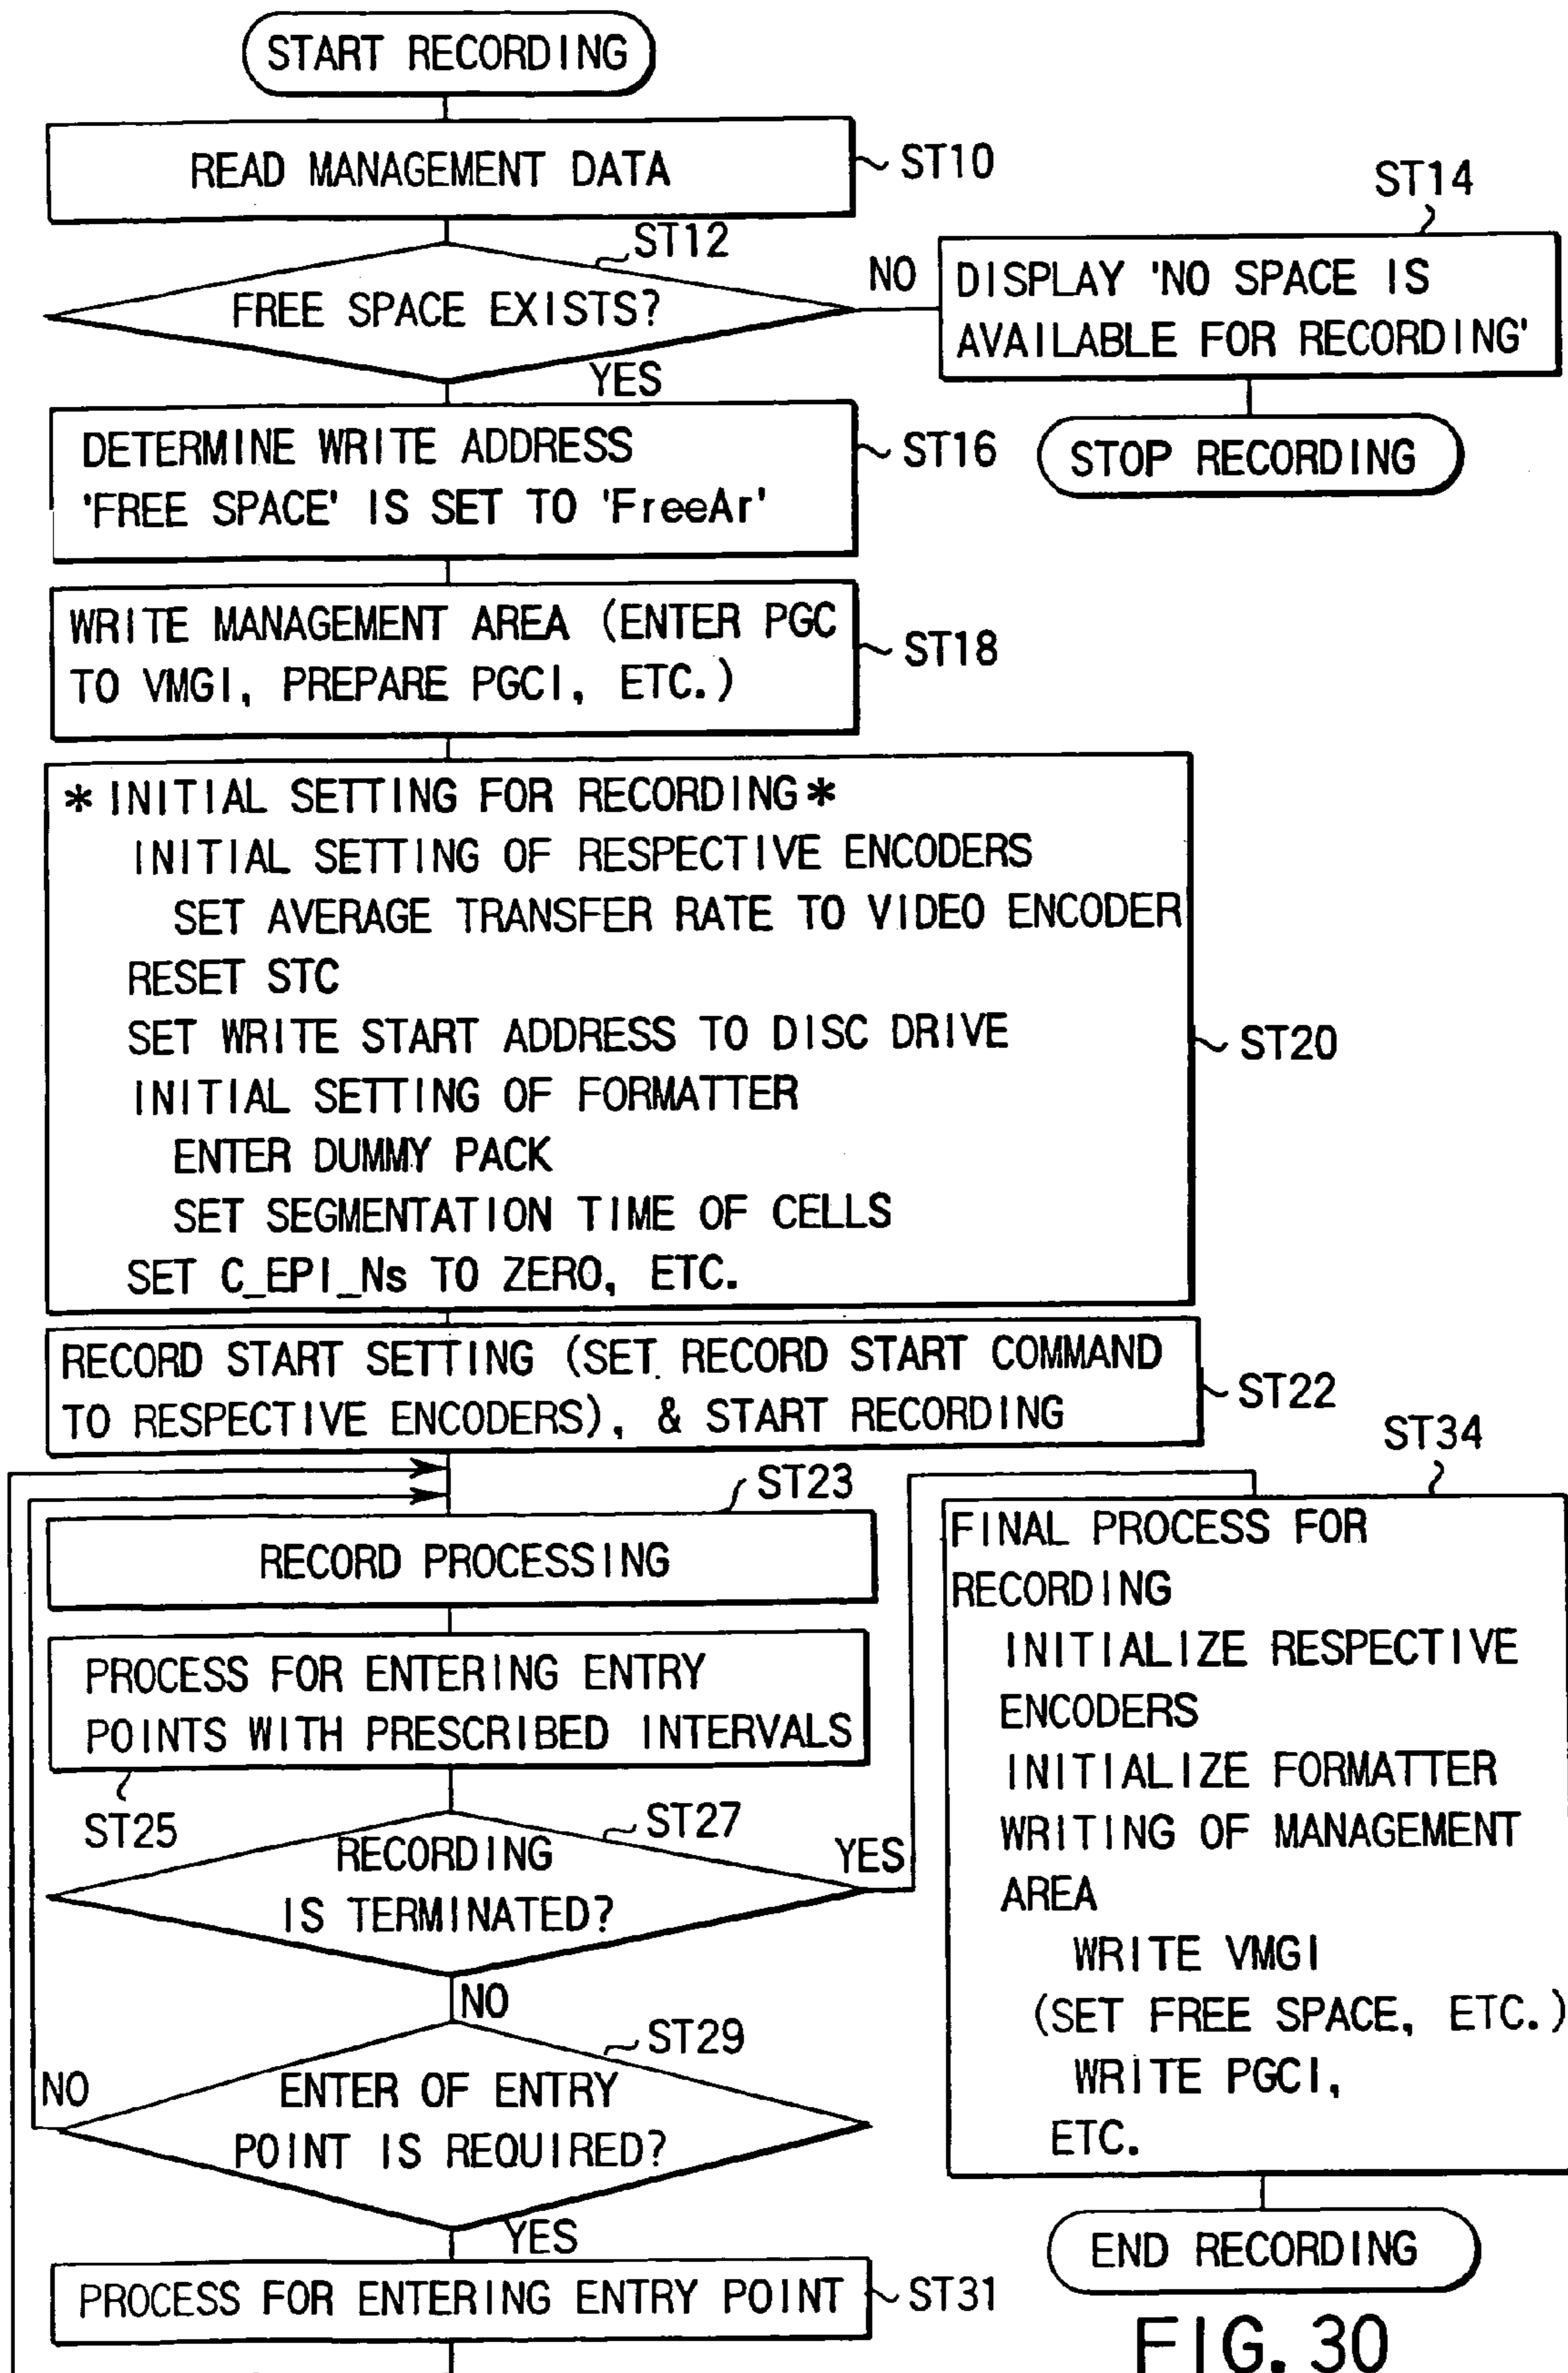 START RECORDING
READ MANAGEMENT DATA
ST10
ST12
FREE SPACE EXISTS?
NO
YES
ST14
DISPLAY 'NO SPACE IS
AVAILABLE FOR RECORDING'
STOP RECORDING
DETERMINE WRITE ADDRESS
'FREE SPACE' IS SET TO 'FreeAr'
ST16
WRITE MANAGEMENT AREA (ENTER PGC
TO VMGI, PREPARE PGCI, ETC.)
ST18
* INITIAL SETTING FOR RECORDING *
INITIAL SETTING OF RESPECTIVE ENCODERS
SET AVERAGE TRANSFER RATE TO VIDEO ENCODER
RESET STC
SET WRITE START ADDRESS TO DISC DRIVE
INITIAL SETTING OF FORMATTER
ENTER DUMMY PACK
SET SEGMENTATION TIME OF CELLS
SET C_EPI_Ns TO ZERO, ETC.
ST20
RECORD START SETTING (SET RECORD START COMMAND
TO RESPECTIVE ENCODERS), & START RECORDING
ST22
ST23
RECORD PROCESSING
PROCESS FOR ENTERING ENTRY
POINTS WITH PRESCRIBED INTERVALS
ST25
ST27
RECORDING
IS TERMINATED?
YES
NO
ST29
ENTER OF ENTRY
POINT IS REQUIRED?
NO
YES
PROCESS FOR ENTERING ENTRY POINT
ST31
ST34
FINAL PROCESS FOR
RECORDING
INITIALIZE RESPECTIVE
ENCODERS
INITIALIZE FORMATTER
WRITING OF MANAGEMENT
AREA
WRITE VMGI
(SET FREE SPACE, ETC.)
WRITE PGCI,
ETC.
END RECORDING
FIG. 30